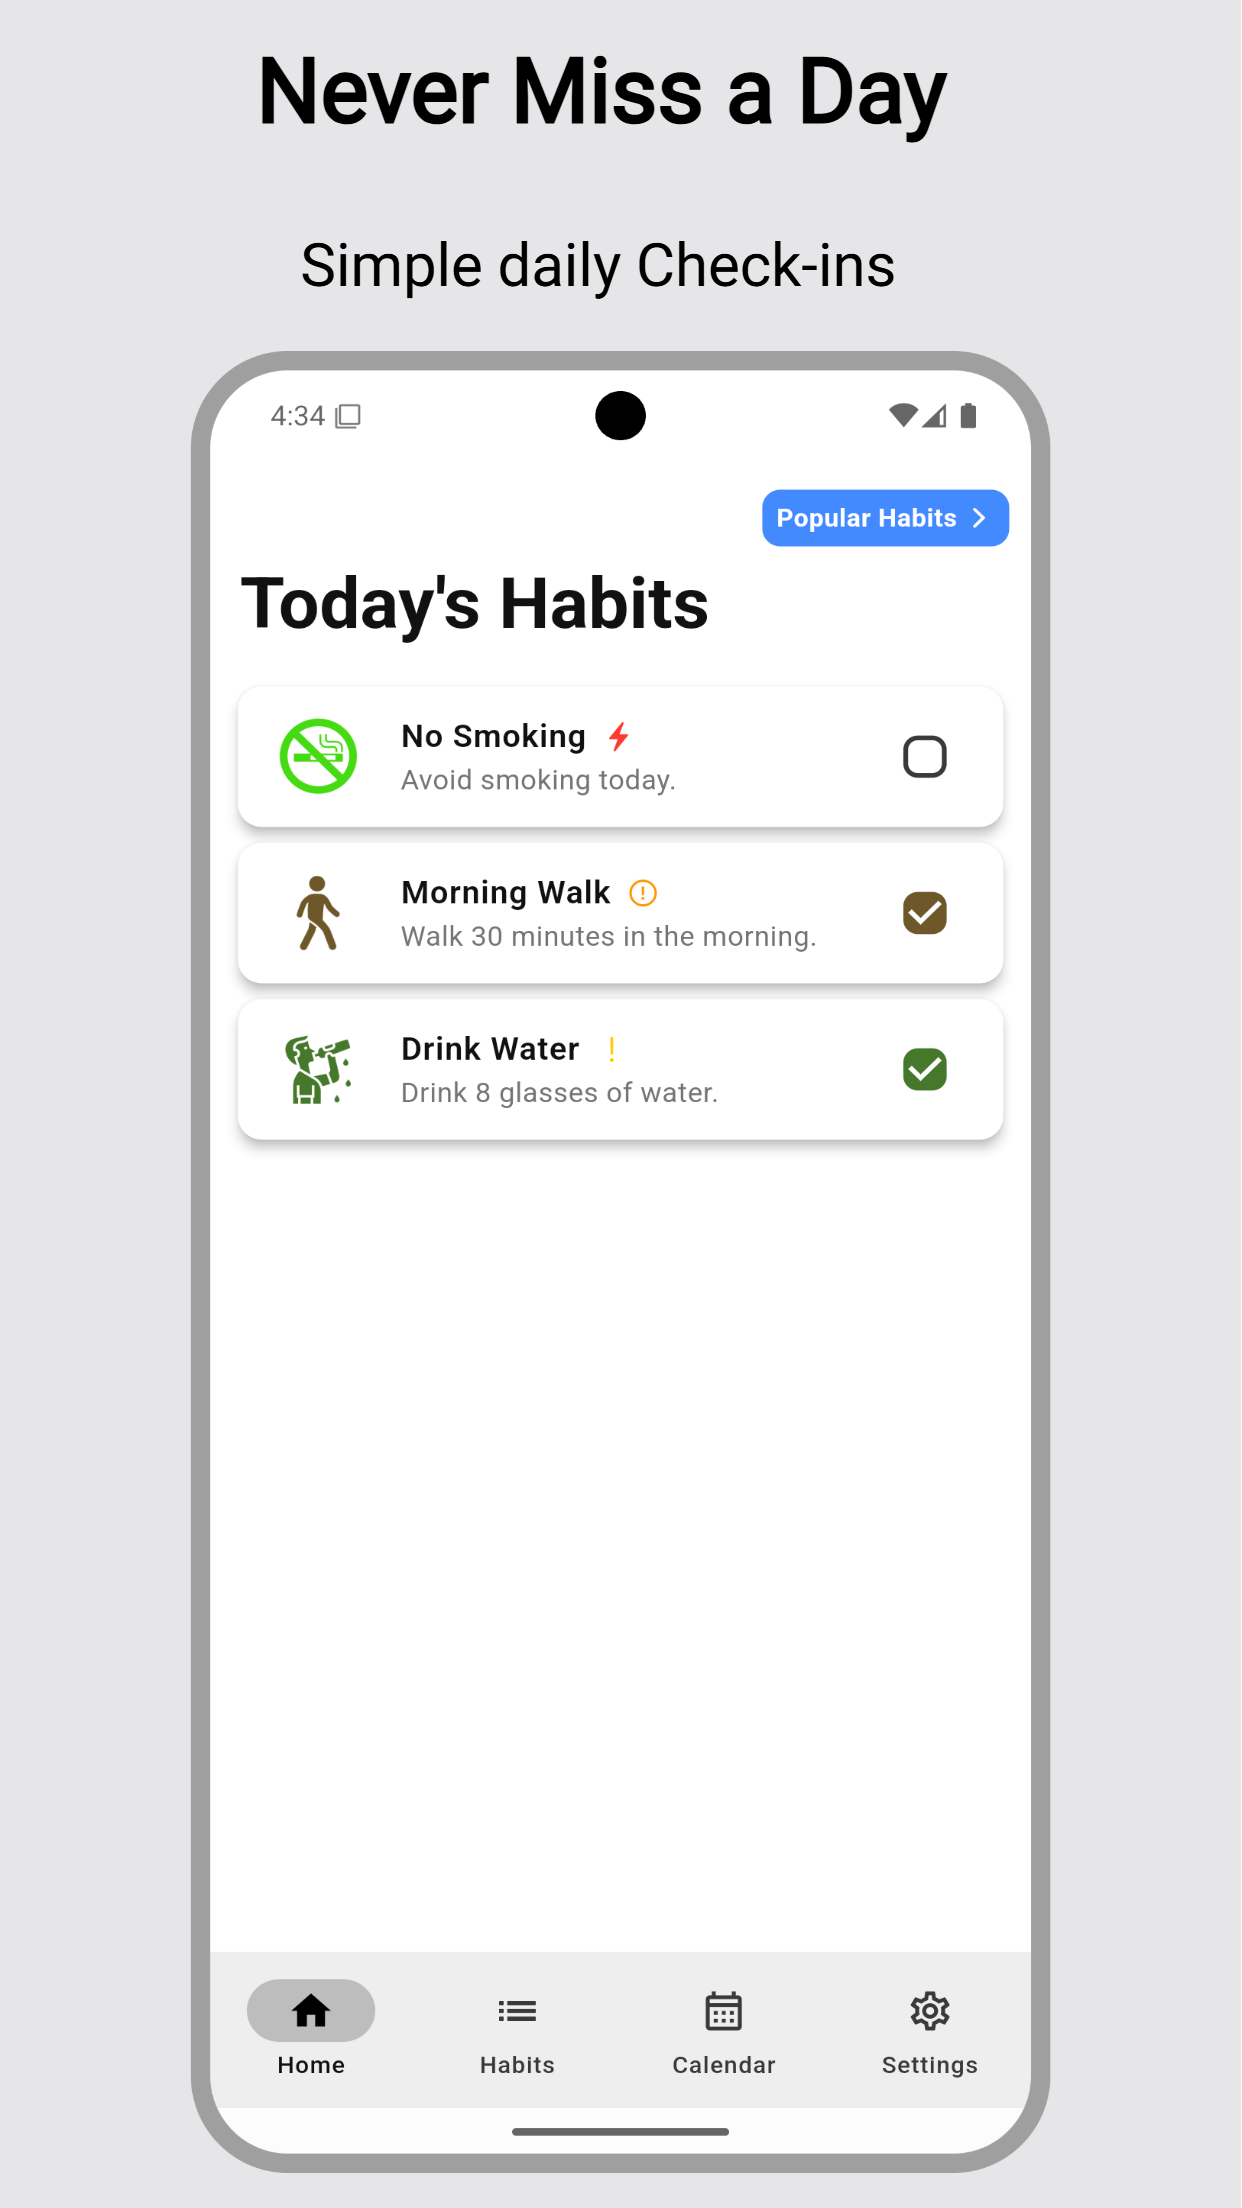 Never Miss a Day
Simple daily Check-ins
4:34
Popular Habits
Today's Habits
No Smoking
Avoid smoking today.
Morning Walk
Walk 30 minutes in the morning.
Drink Water
Drink 8 glasses of water.
Home
Habits
Calendar
Settings